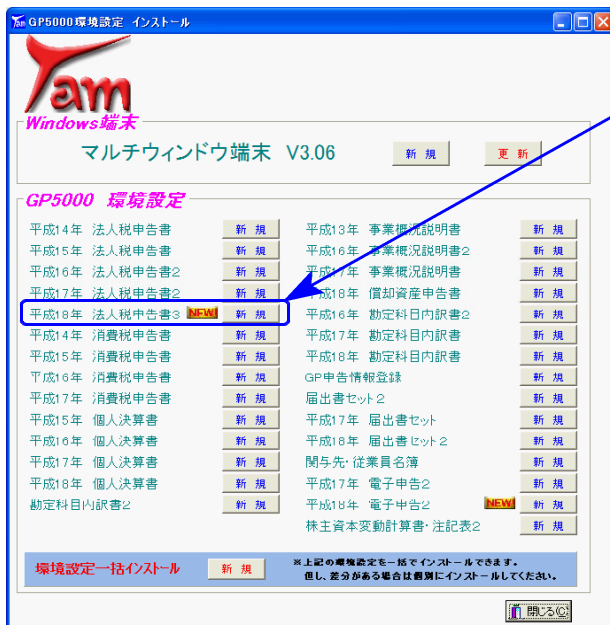 GP5000環境設定 インストール
Tam
Windows端末
マルチウィンドウ端末 V3.06 新 規 更 新
GP5000 環境設定
平成14年 法人税申告書 新 規
平成15年 法人税申告書 新 規
平成16年 法人税申告書2 新 規
平成17年 法人税申告書2 新 規
平成18年 法人税申告書3 NEW! 新 規
平成14年 消費税申告書 新 規
平成15年 消費税申告書 新 規
平成16年 消費税申告書 新 規
平成17年 消費税申告書 新 規
平成15年 個人決算書 新 規
平成16年 個人決算書 新 規
平成17年 個人決算書 新 規
平成18年 個人決算書 新 規
勘定科目内訳書2 新 規
平成13年 事業概況説明書 新 規
平成16年 事業概況説明書2 新 規
平成17年 事業概況説明書 新 規
平成18年 償却資産申告書 新 規
平成16年 勘定科目内訳書2 新 規
平成17年 勘定科目内訳書 新 規
平成18年 勘定科目内訳書 新 規
GP申告情報登録 新 規
届出書セット2 新 規
平成17年 届出書セット 新 規
平成18年 届出書セット2 新 規
関与先・従業員名簿 新 規
平成17年 電子申告2 新 規
平成18年 電子申告2 NEW! 新 規
株主資本変動計算書・注記表2 新 規
環境設定一括インストール 新 規
※上記の環境設定を一括でインストールできます。
但し、差分がある場合は個別にインストールしてください。
閉じる(C)